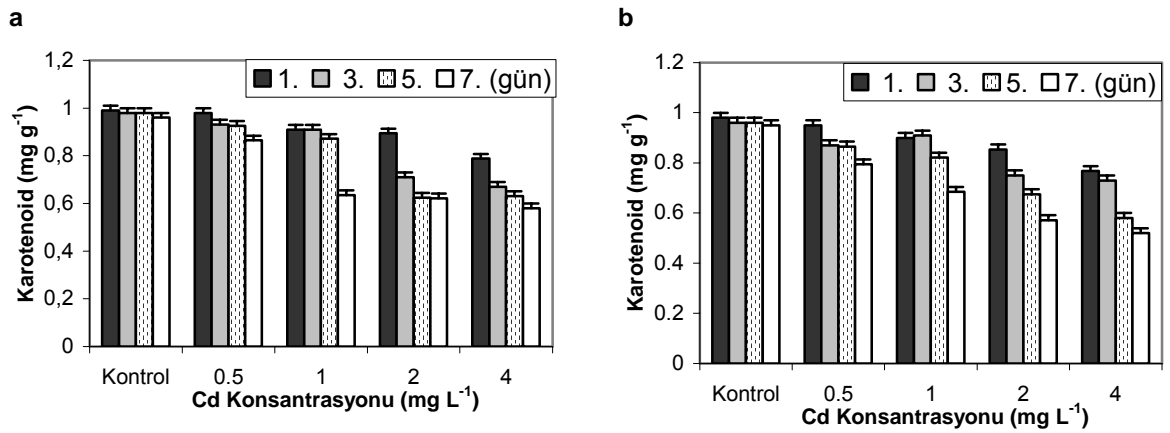 a
1,2
1
0,8
0,6
0,4
0,2
0
Karotenoid (mg g⁻¹)
1. 3. 5. 7. (gün)
Kontrol 0.5 1 2 4
Cd Konsantrasyonu (mg L⁻¹)
b
1.2
1
0.8
0.6
0.4
0.2
0
Karotenoid (mg g⁻¹)
1. 3. 5. 7. (gün)
Kontrol 0.5 1 2 4
Cd Konsantrasyonu (mg L⁻¹)